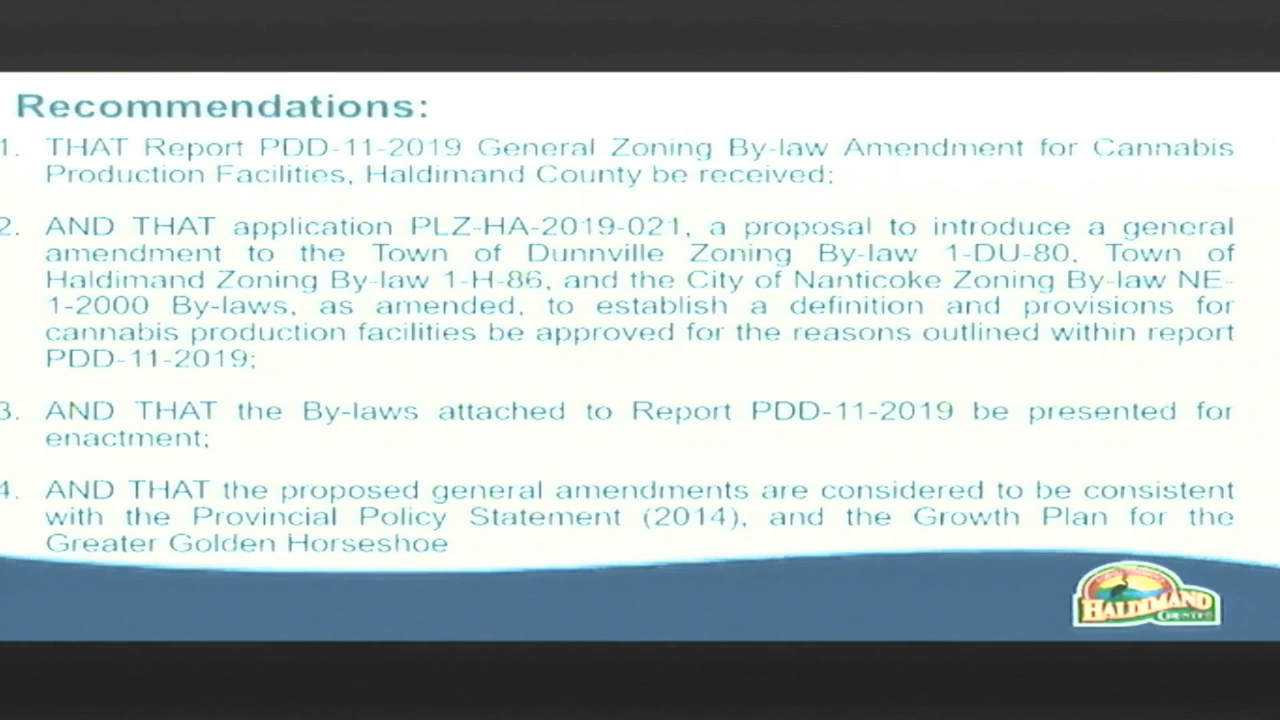 Recommendations:
1. THAT Report PDD-11-2019 General Zoning By-law Amendment for Cannabis
Production Facilities, Haldimand County be received;
2. AND THAT application PLZ-HA-2019-021, a proposal to introduce a general
amendment to the Town of Dunnville Zoning By-law 1-DU-80, Town of
Haldimand Zoning By-law 1-H-86, and the City of Nanticoke Zoning By-law NE-
1-2000 By-laws, as amended, to establish a definition and provisions for
cannabis production facilities be approved for the reasons outlined within report
PDD-11-2019;
3. AND THAT the By-laws attached to Report PDD-11-2019 be presented for
enactment;
4. AND THAT the proposed general amendments are considered to be consistent
with the Provincial Policy Statement (2014), and the Growth Plan for the
Greater Golden Horseshoe
HALDIMAND
COUNTY